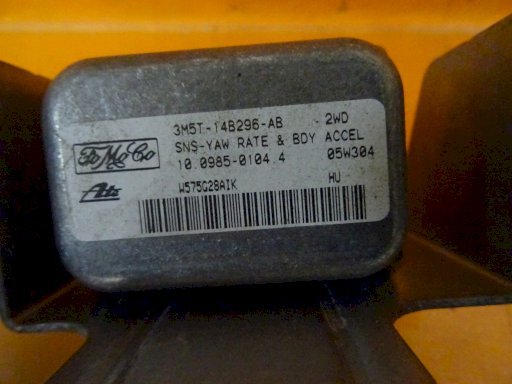 3M5T-14B296-AB 2WD
FoMoCo
SNS-YAW RATE & BDY ACCEL
10.0985-0104.4 05W304
Ate
W575G28AIK HU